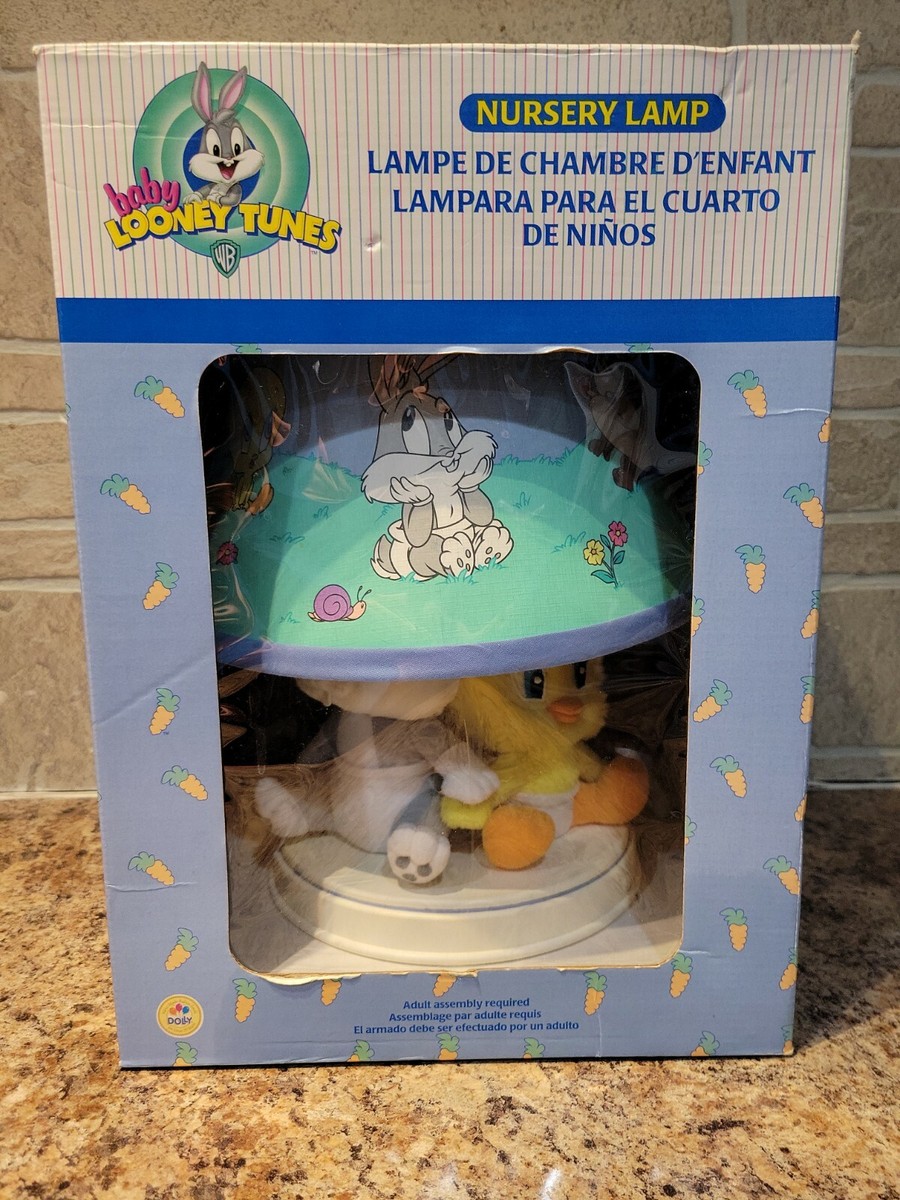 baby
LOONEY TUNES
™
WB
NURSERY LAMP
LAMPE DE CHAMBRE D'ENFANT
LAMPARA PARA EL CUARTO
DE NIÑOS
Adult assembly required
Assemblage par adulte requis
El armado debe ser efectuado por un adulto
DOLLY